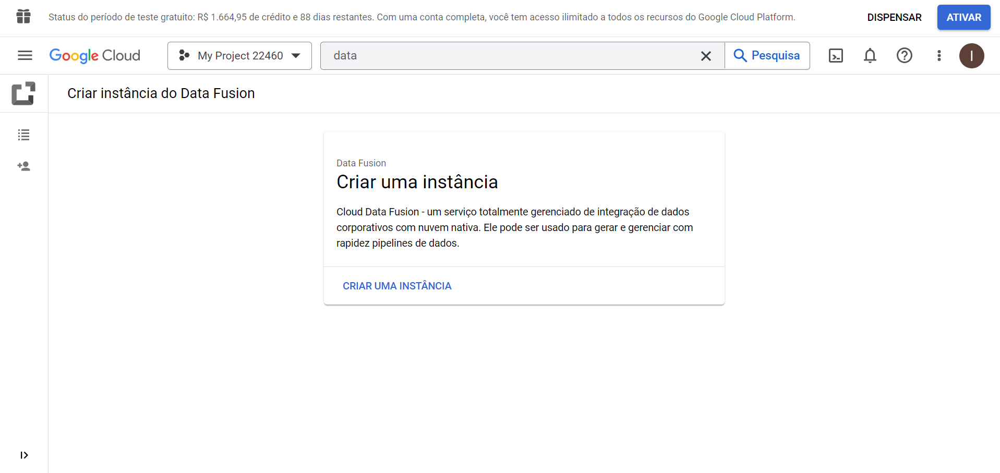 Status do período de teste gratuito: R$ 1.664,95 de crédito e 88 dias restantes. Com uma conta completa, você tem acesso ilimitado a todos os recursos do Google Cloud Platform.
DISPENSAR
ATIVAR
Google Cloud
My Project 22460
data
Pesquisa
I
Criar instância do Data Fusion
Data Fusion
Criar uma instância
Cloud Data Fusion - um serviço totalmente gerenciado de integração de dados
corporativos com nuvem nativa. Ele pode ser usado para gerar e gerenciar com
rapidez pipelines de dados.
CRIAR UMA INSTÂNCIA